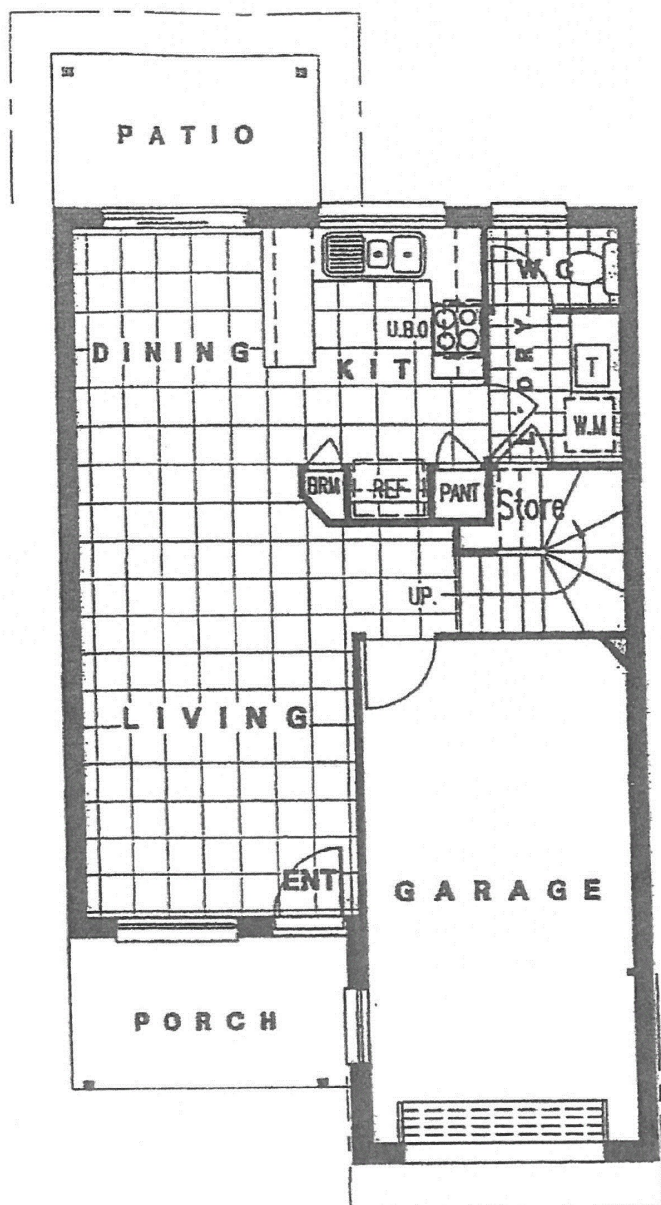 PATIO
W C
U.B.O
DINING
KIT
L'DRY
T
W.M
BRM
REF
PANT
Store
UP.
LIVING
ENT
GARAGE
PORCH